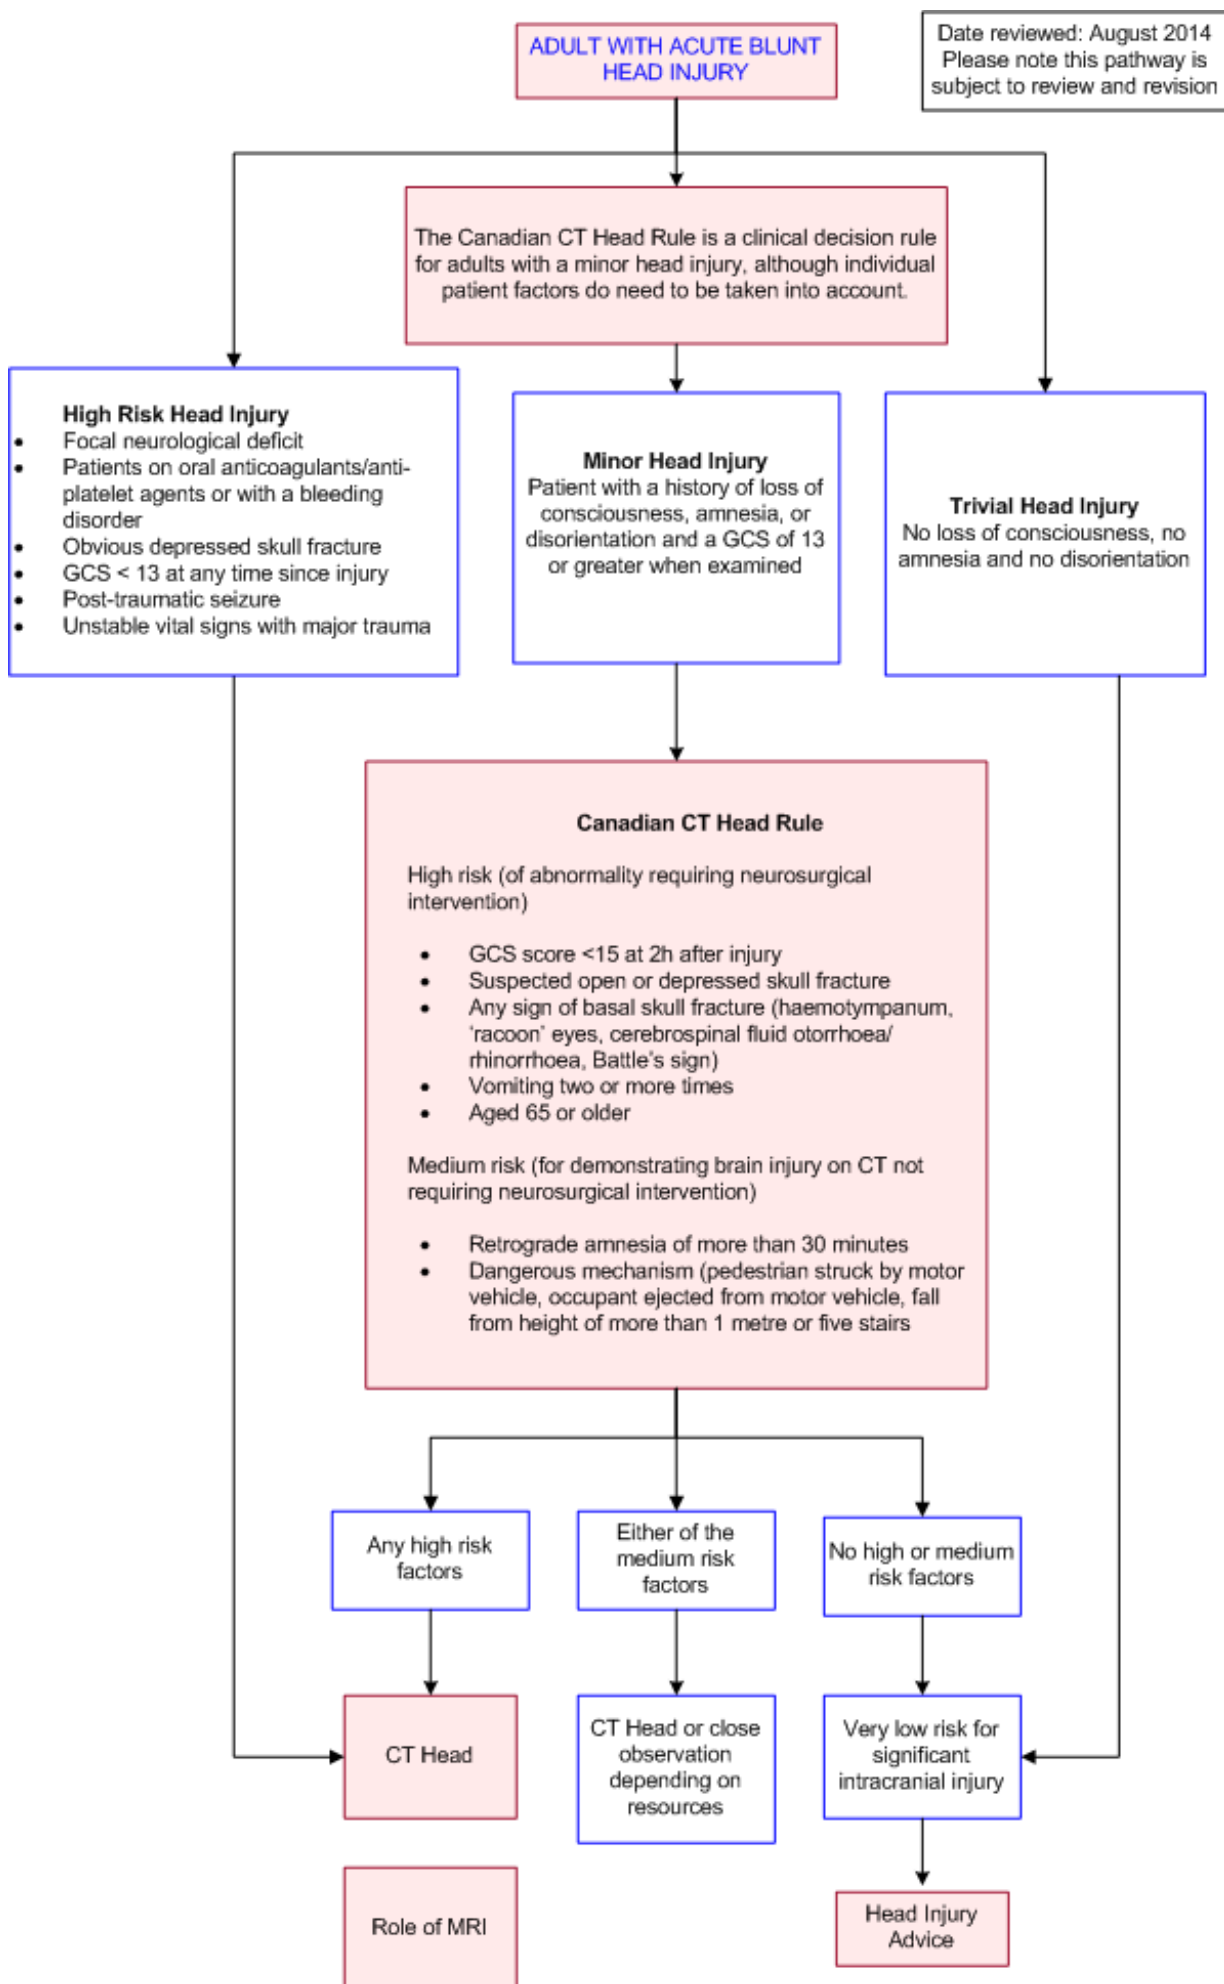 ADULT WITH ACUTE BLUNT
HEAD INJURY
Date reviewed: August 2014
Please note this pathway is
subject to review and revision
The Canadian CT Head Rule is a clinical decision rule
for adults with a minor head injury, although individual
patient factors do need to be taken into account.
High Risk Head Injury
• Focal neurological deficit
• Patients on oral anticoagulants/anti-
platelet agents or with a bleeding
disorder
• Obvious depressed skull fracture
• GCS < 13 at any time since injury
• Post-traumatic seizure
• Unstable vital signs with major trauma
Minor Head Injury
Patient with a history of loss of
consciousness, amnesia, or
disorientation and a GCS of 13
or greater when examined
Trivial Head Injury
No loss of consciousness, no
amnesia and no disorientation
Canadian CT Head Rule
High risk (of abnormality requiring neurosurgical
intervention)
• GCS score <15 at 2h after injury
• Suspected open or depressed skull fracture
• Any sign of basal skull fracture (haemotympanum,
‘racoon’ eyes, cerebrospinal fluid otorrhoea/
rhinorrhoea, Battle’s sign)
• Vomiting two or more times
• Aged 65 or older
Medium risk (for demonstrating brain injury on CT not
requiring neurosurgical intervention)
• Retrograde amnesia of more than 30 minutes
• Dangerous mechanism (pedestrian struck by motor
vehicle, occupant ejected from motor vehicle, fall
from height of more than 1 metre or five stairs
Any high risk
factors
Either of the
medium risk
factors
No high or medium
risk factors
CT Head
CT Head or close
observation
depending on
resources
Very low risk for
significant
intracranial injury
Role of MRI
Head Injury
Advice